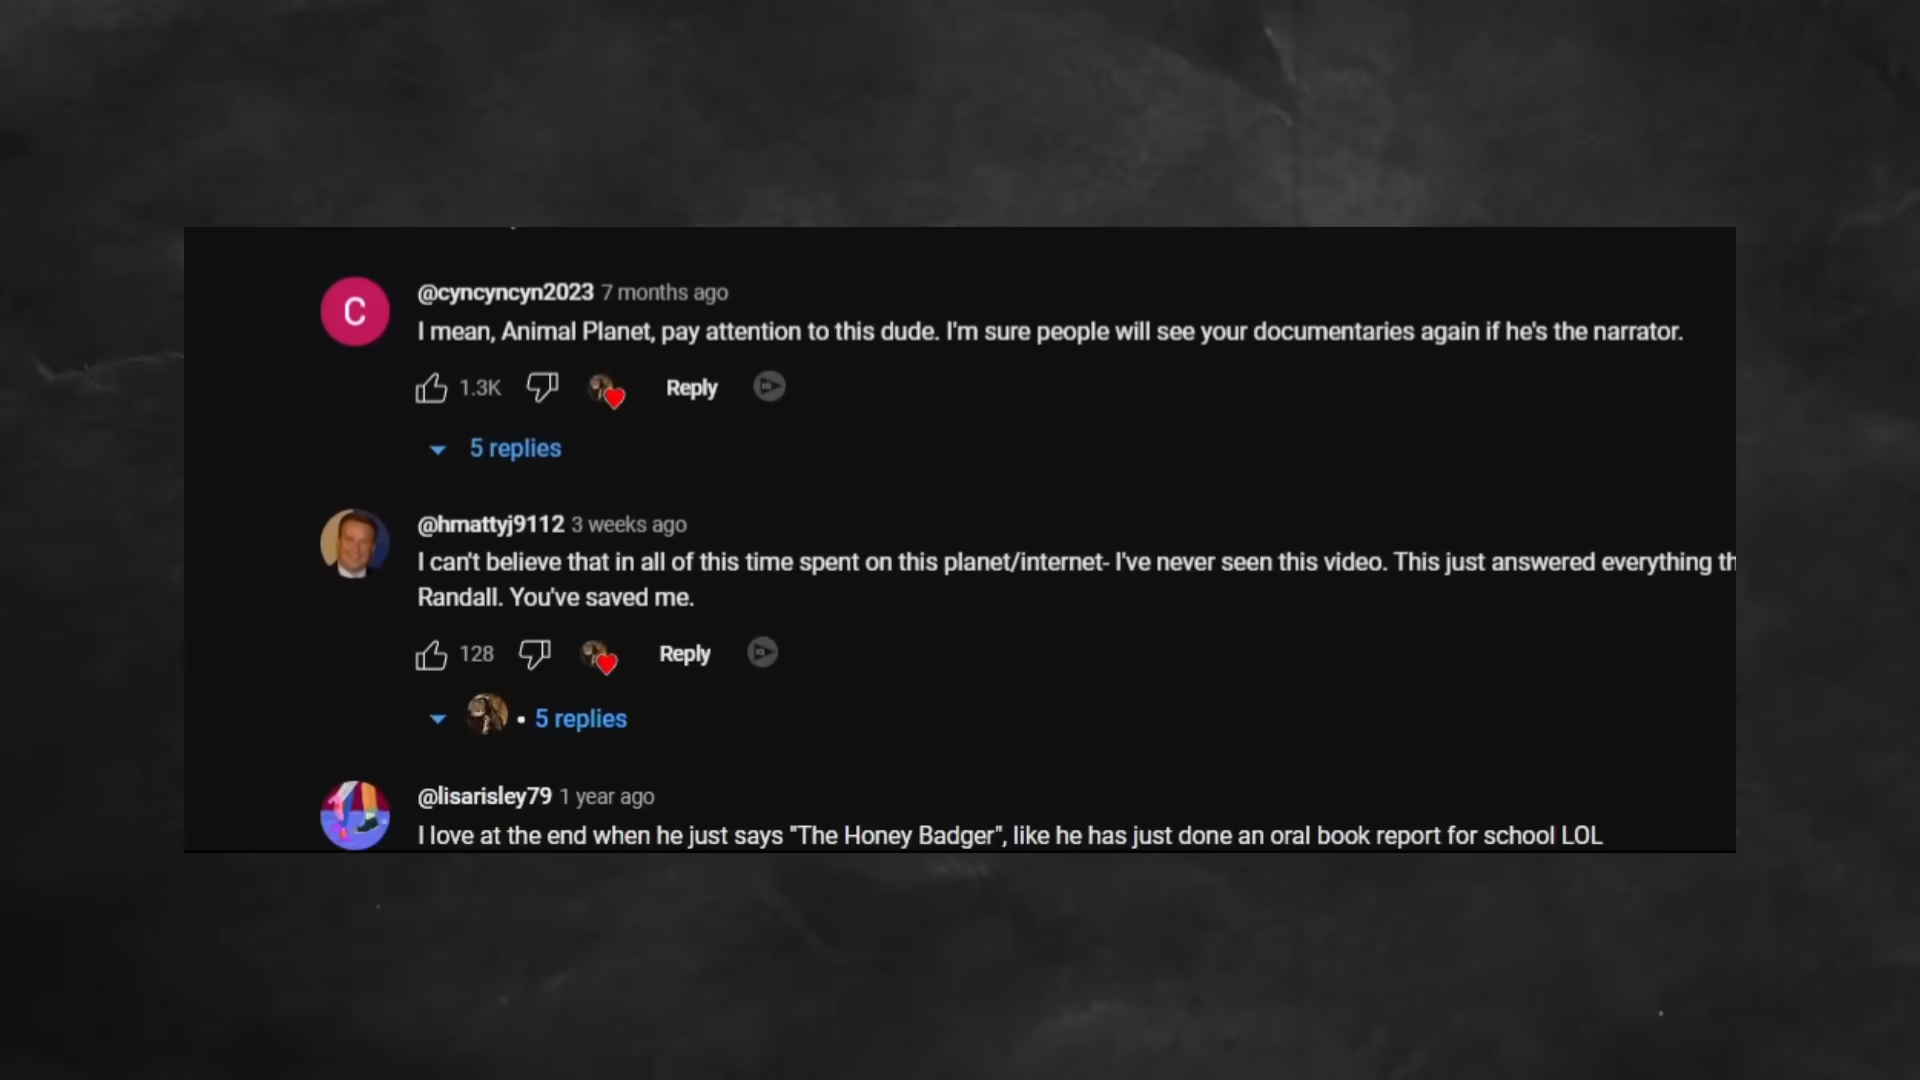 C
@cyncyncyn2023 7 months ago
I mean, Animal Planet, pay attention to this dude. I'm sure people will see your documentaries again if he's the narrator.
1.3K Reply
5 replies
@hmattyj9112 3 weeks ago
I can't believe that in all of this time spent on this planet/internet- I've never seen this video. This just answered everything th
Randall. You've saved me.
128 Reply
• 5 replies
@lisarisley79 1 year ago
I love at the end when he just says "The Honey Badger", like he has just done an oral book report for school LOL